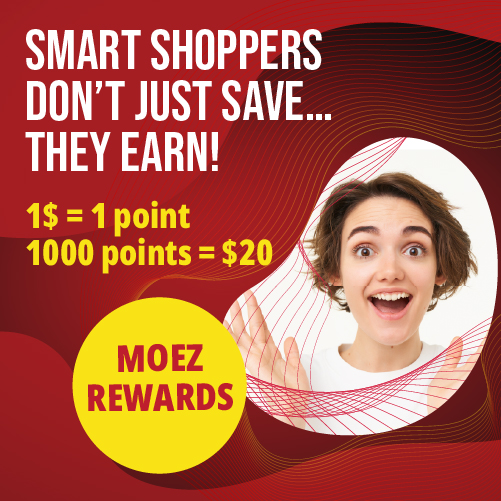 SMART SHOPPERS
DON'T JUST SAVE...
THEY EARN!
1$ = 1 point
1000 points = $20
MOEZ
REWARDS